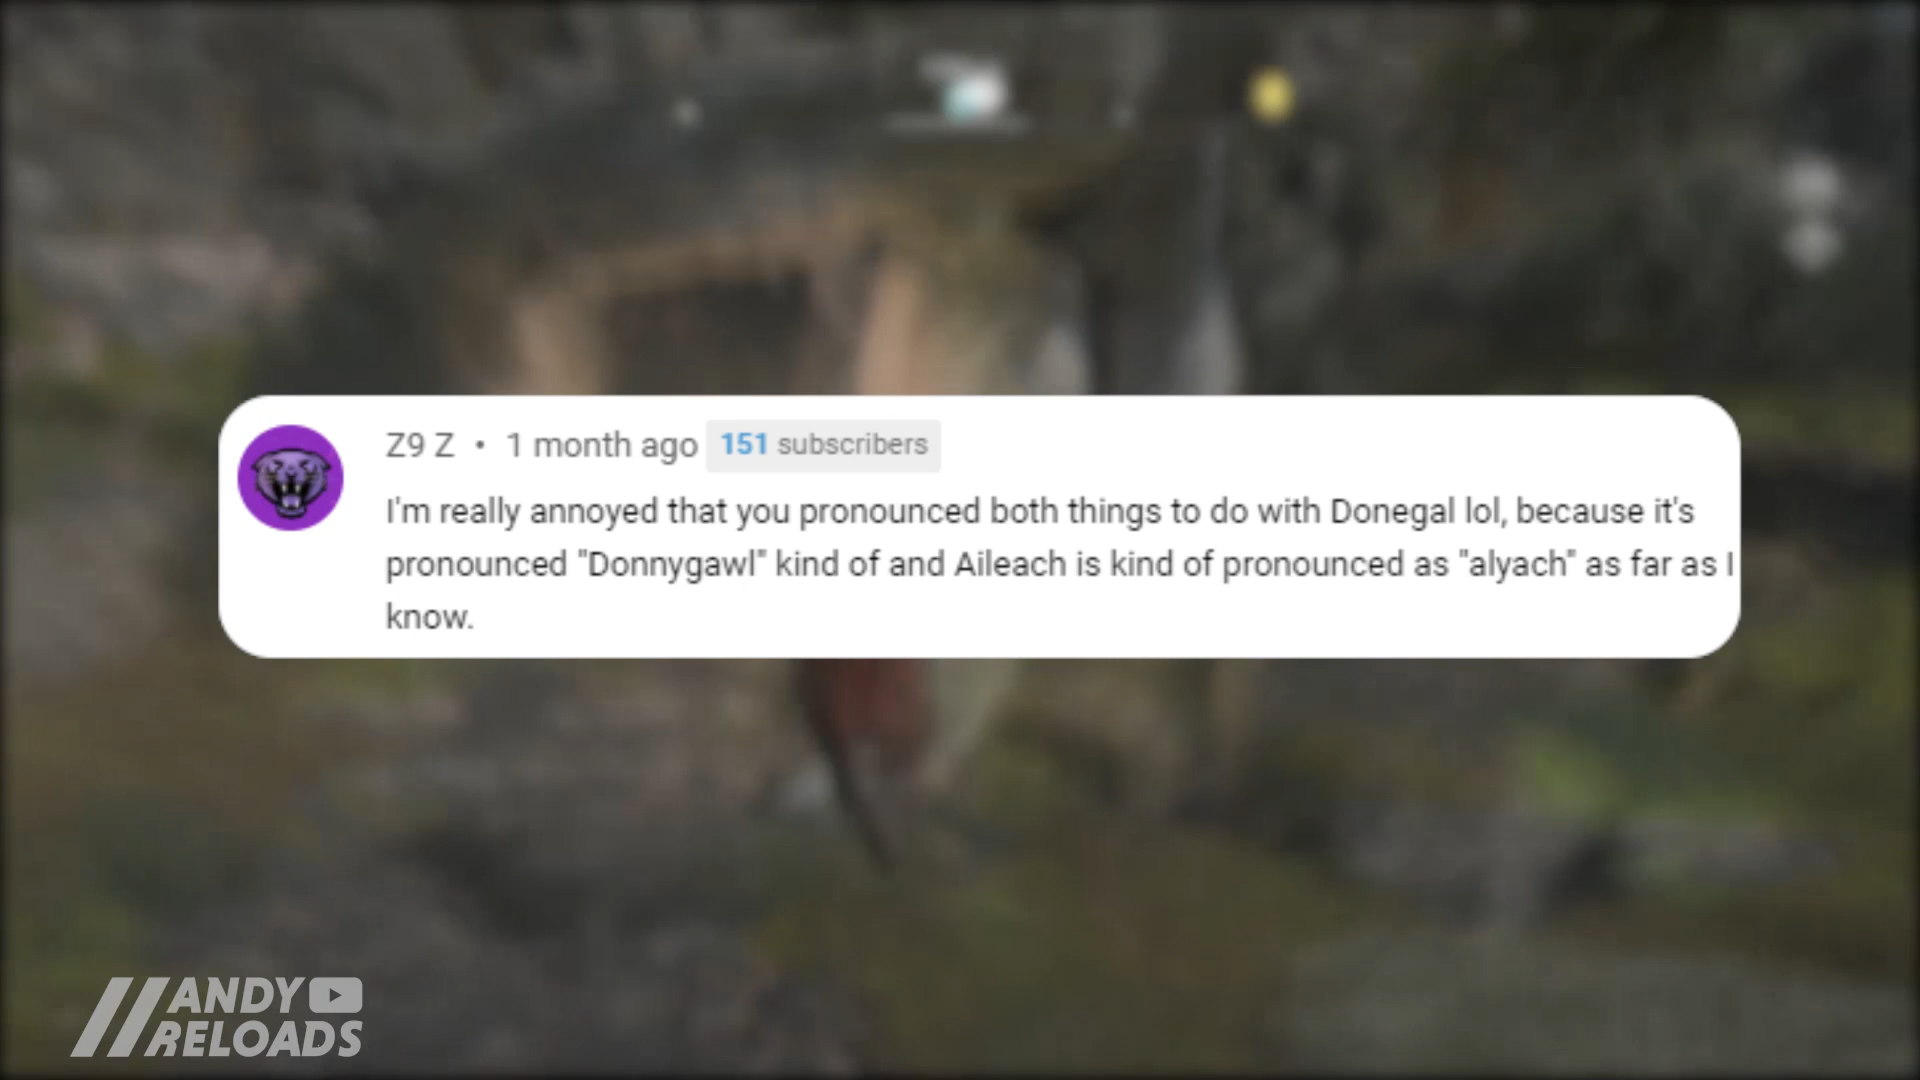 Z9 Z • 1 month ago 151 subscribers
I'm really annoyed that you pronounced both things to do with Donegal lol, because it's
pronounced "Donnygawl" kind of and Aileach is kind of pronounced as "alyach" as far as I
know.
ANDY
RELOADS